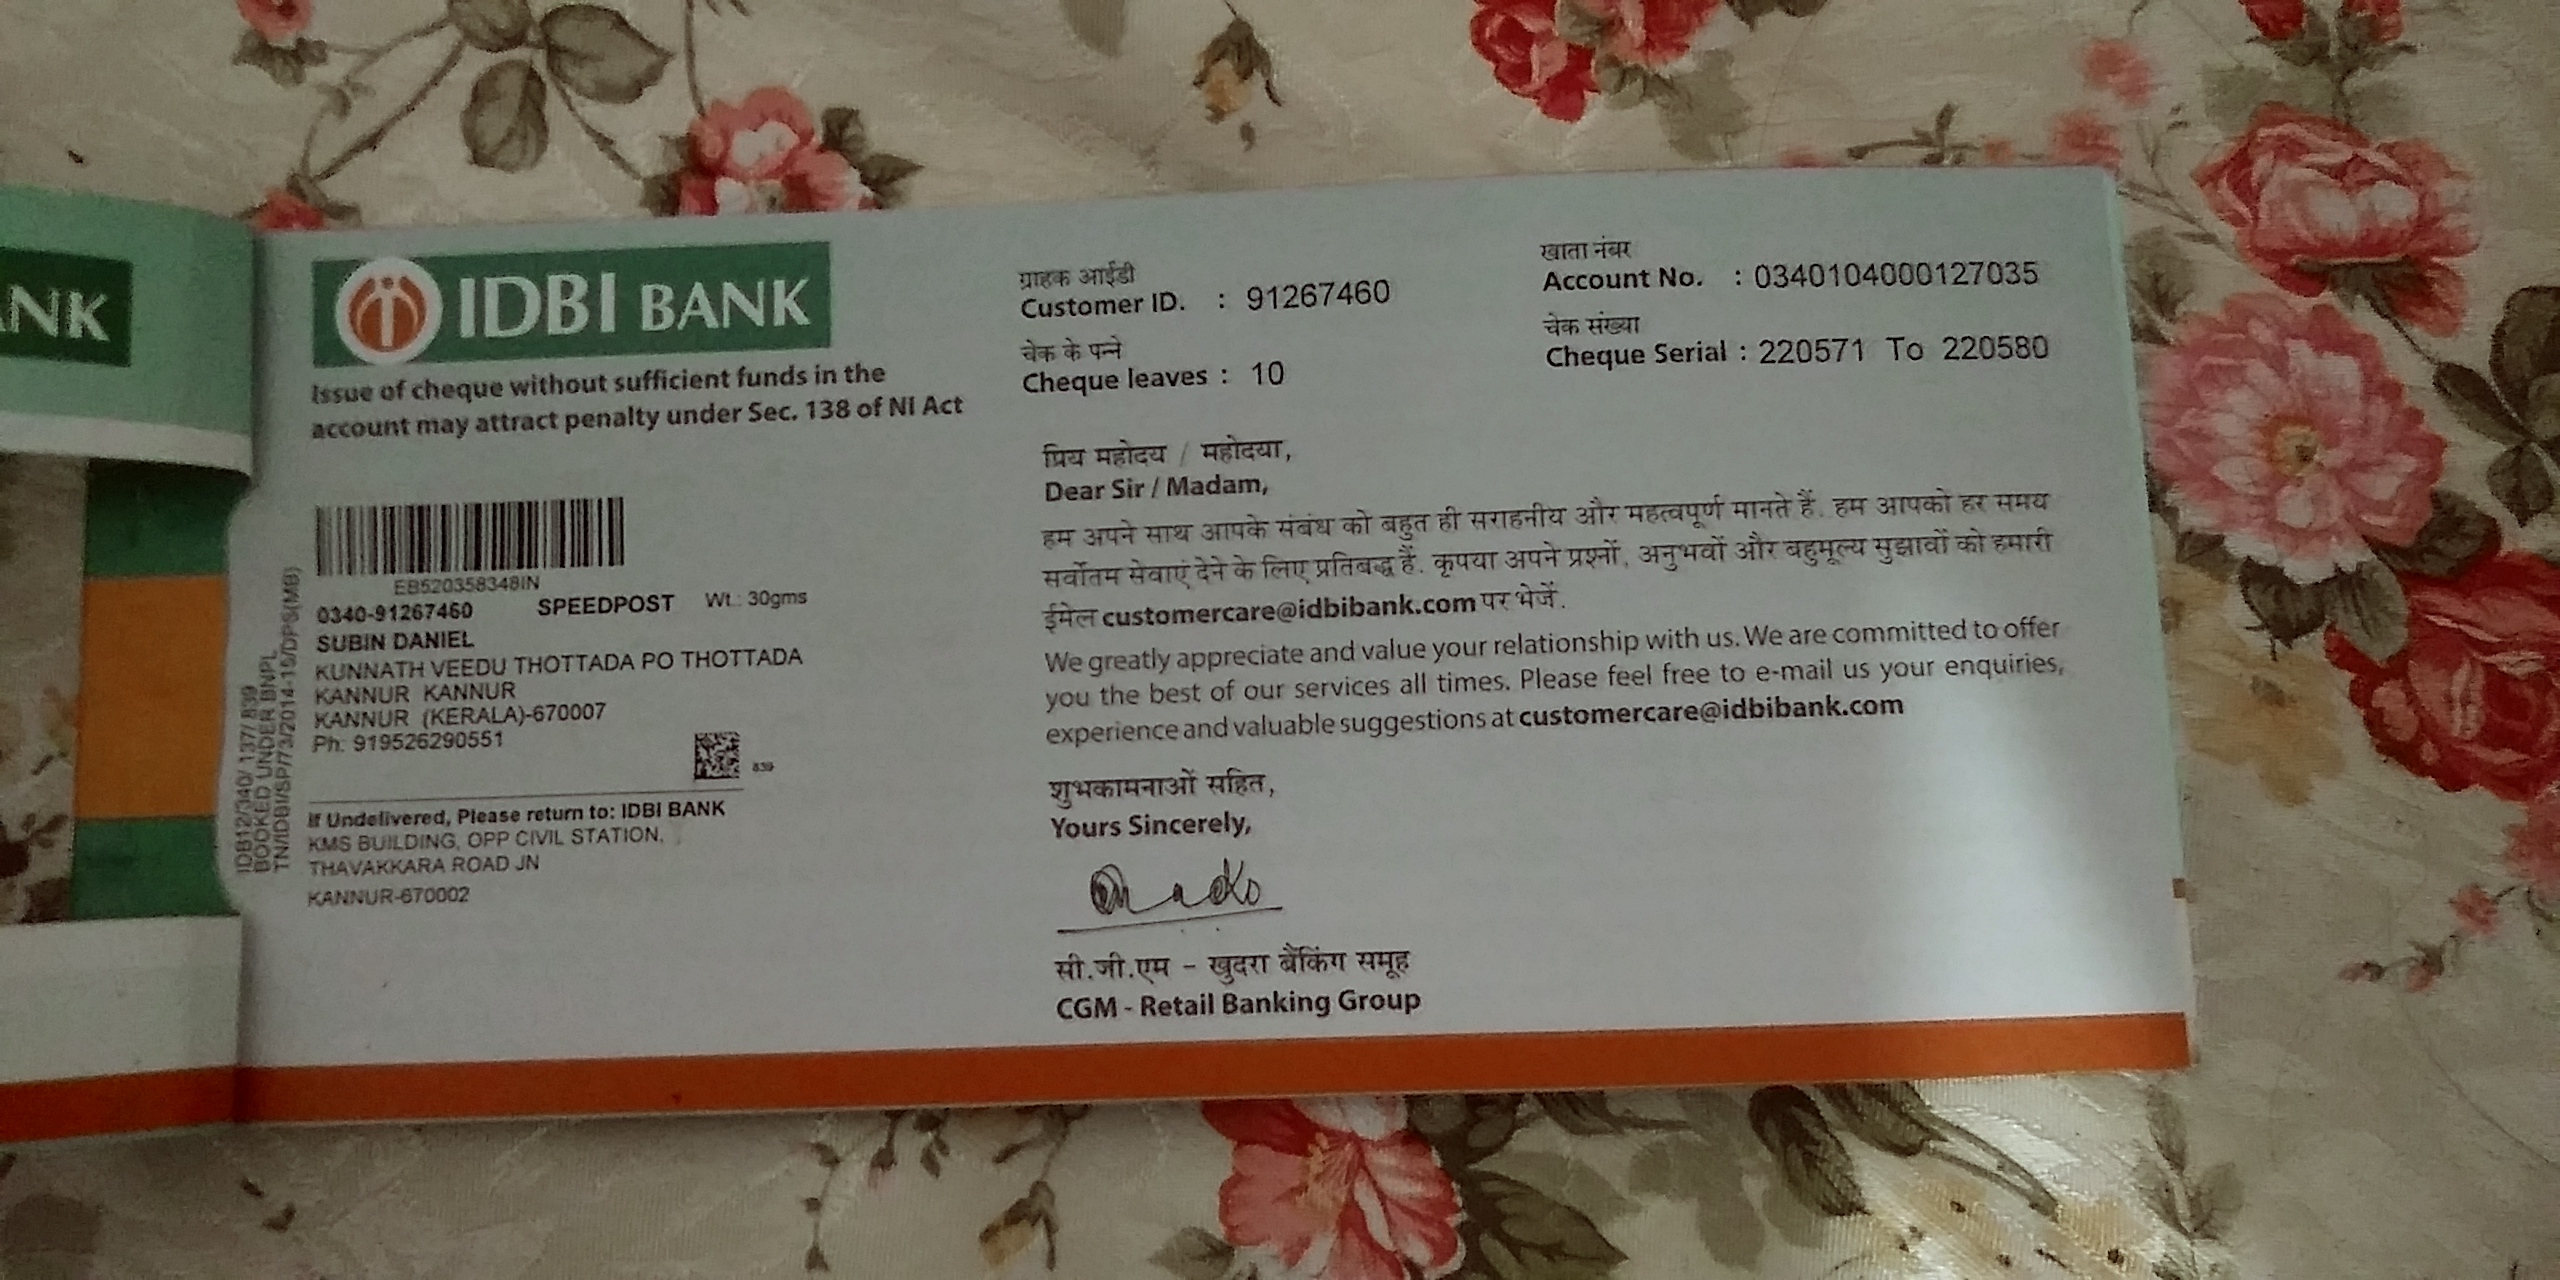 ANK
IDBI BANK
Issue of cheque without sufficient funds in the
account may attract penalty under Sec. 138 of NI Act
IDB12/340/ 137/ 839
BOOKED UNDER BNPL
TN/IDBI/SP/73/2014-15/DPS(MB)
EB520358348IN
0340-91267460 SPEEDPOST Wt.: 30gms
SUBIN DANIEL
KUNNATH VEEDU THOTTADA PO THOTTADA
KANNUR KANNUR
KANNUR (KERALA)-670007
Ph: 919526290551
839
If Undelivered, Please return to: IDBI BANK
KMS BUILDING, OPP CIVIL STATION,
THAVAKKARA ROAD JN
KANNUR-670002
ग्राहक आईडी
Customer ID. : 91267460
चेक के पन्ने
Cheque leaves : 10
खाता नंबर
Account No. : 0340104000127035
चेक संख्या
Cheque Serial : 220571 To 220580
प्रिय महोदय / महोदया,
Dear Sir / Madam,
हम अपने साथ आपके संबंध को बहुत ही सराहनीय और महत्वपूर्ण मानते हैं. हम आपको हर समय
सर्वोतम सेवाएं देने के लिए प्रतिबद्ध हैं. कृपया अपने प्रश्नों, अनुभवों और बहुमूल्य सुझावों को हमारी
ईमेल customercare@idbibank.com पर भेजें.
We greatly appreciate and value your relationship with us. We are committed to offer
you the best of our services all times. Please feel free to e-mail us your enquiries,
experience and valuable suggestions at customercare@idbibank.com
शुभकामनाओं सहित,
Yours Sincerely,
सी.जी.एम - खुदरा बैंकिंग समूह
CGM - Retail Banking Group